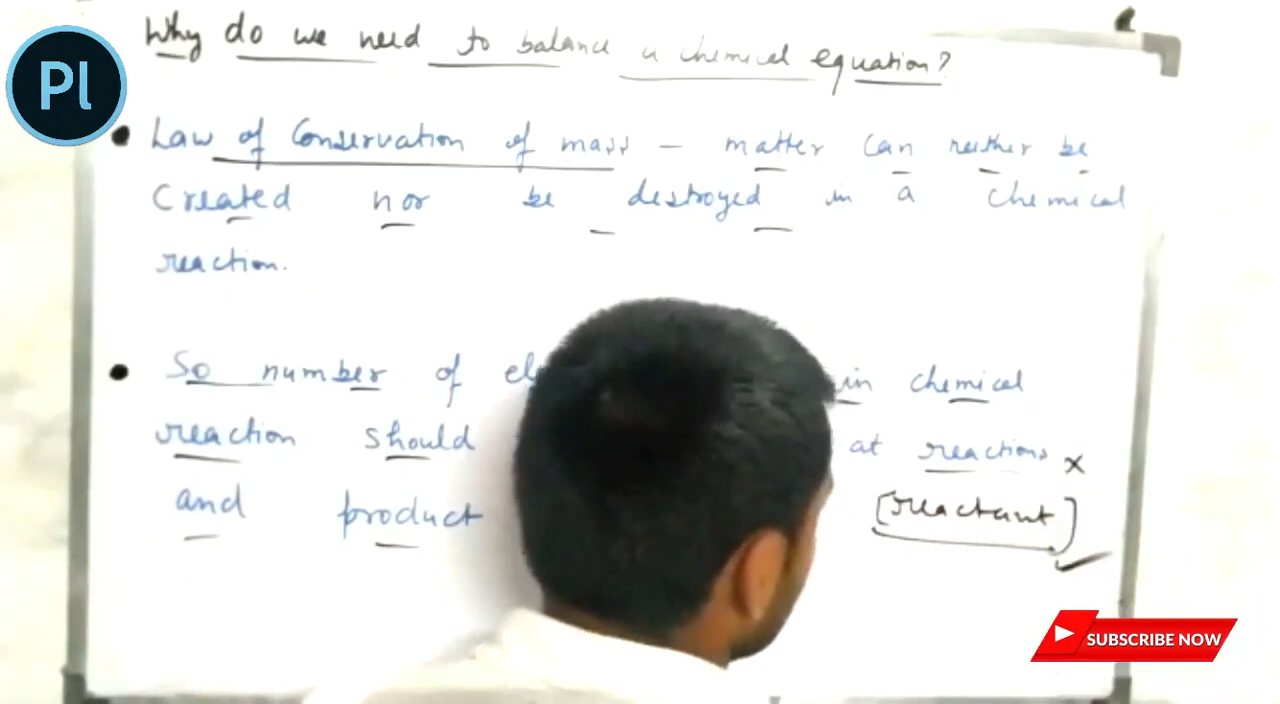 Pl
Why do we need to balance a chemical equation?
Law of Conservation of mass – matter can neither be
Created nor be destroyed in a chemical
reaction.
So number of in chemical
reaction should at reactions x
and product [reactant]
SUBSCRIBE NOW